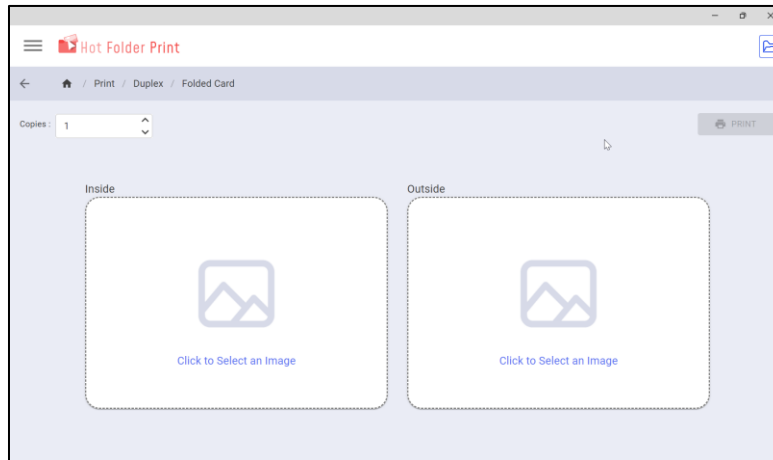 Hot Folder Print
/ Print / Duplex / Folded Card
Copies : 1
PRINT
Inside
Outside
Click to Select an Image
Click to Select an Image